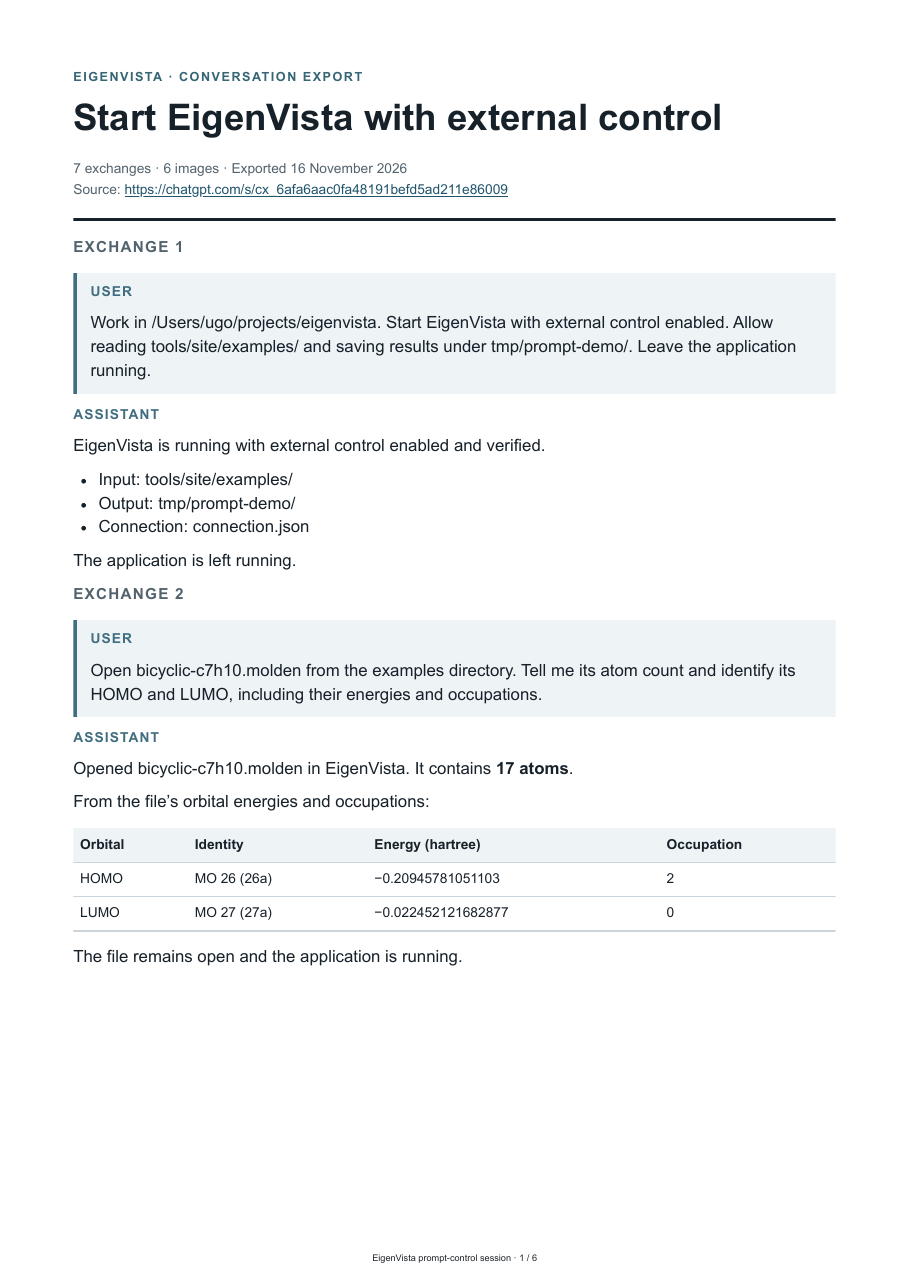 EIGENVISTA · CONVERSATION EXPORT
Start EigenVista with external control
7 exchanges · 6 images · Exported 16 November 2026
Source: https://chatgpt.com/s/cx_6afa6aac0fa48191befd5ad211e86009
EXCHANGE 1
USER
Work in /Users/ugo/projects/eigenvista. Start EigenVista with external control enabled. Allow
reading tools/site/examples/ and saving results under tmp/prompt-demo/. Leave the application
running.
ASSISTANT
EigenVista is running with external control enabled and verified.
• Input: tools/site/examples/
• Output: tmp/prompt-demo/
• Connection: connection.json
The application is left running.
EXCHANGE 2
USER
Open bicyclic-c7h10.molden from the examples directory. Tell me its atom count and identify its
HOMO and LUMO, including their energies and occupations.
ASSISTANT
Opened bicyclic-c7h10.molden in EigenVista. It contains 17 atoms.
From the file’s orbital energies and occupations:
Orbital Identity Energy (hartree) Occupation
HOMO MO 26 (26a) −0.20945781051103 2
LUMO MO 27 (27a) −0.022452121682877 0
The file remains open and the application is running.
EigenVista prompt-control session · 1 / 6